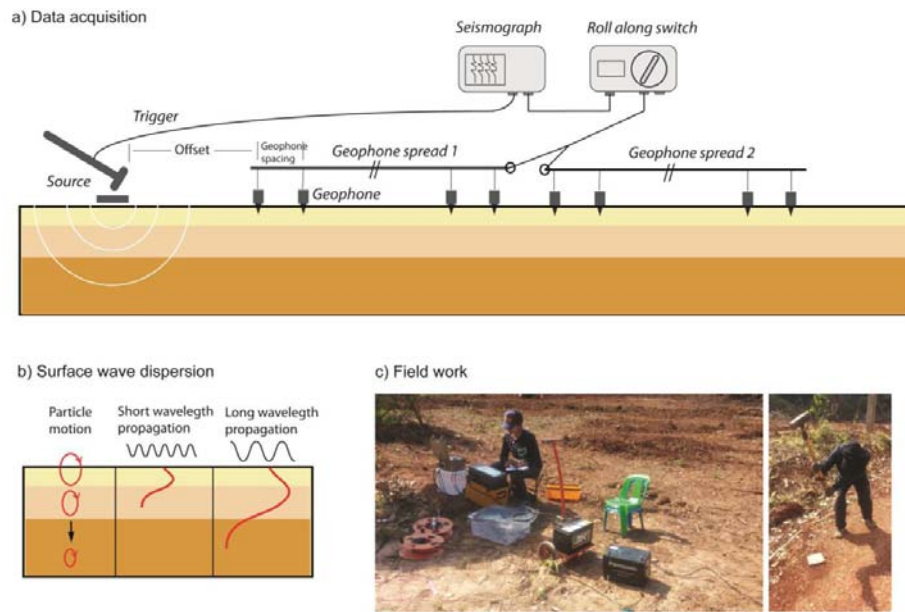 a) Data acquisition
Seismograph
Roll along switch
Trigger
Offset
Geophone
spacing
Geophone spread 1
Geophone spread 2
Source
Geophone
b) Surface wave dispersion
c) Field work
Particle
motion
Short wavelegth
propagation
Long wavelegth
propagation